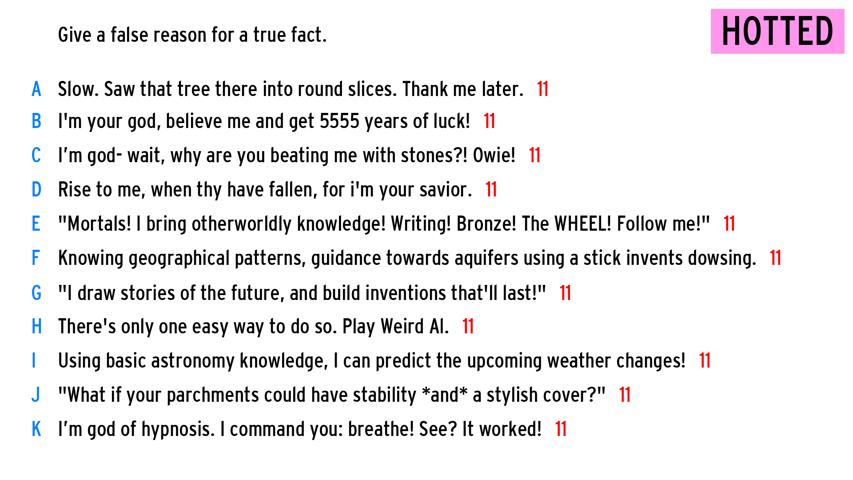 Give a false reason for a true fact.
HOTTED
A Slow. Saw that tree there into round slices. Thank me later. 11
B I'm your god, believe me and get 5555 years of luck! 11
C I'm god- wait, why are you beating me with stones?! Owie! 11
D Rise to me, when thy have fallen, for i'm your savior. 11
E "Mortals! I bring otherworldly knowledge! Writing! Bronze! The WHEEL! Follow me!" 11
F Knowing geographical patterns, guidance towards aquifers using a stick invents dowsing. 11
G "I draw stories of the future, and build inventions that'll last!" 11
H There's only one easy way to do so. Play Weird Al. 11
I Using basic astronomy knowledge, I can predict the upcoming weather changes! 11
J "What if your parchments could have stability *and* a stylish cover?" 11
K I'm god of hypnosis. I command you: breathe! See? It worked! 11